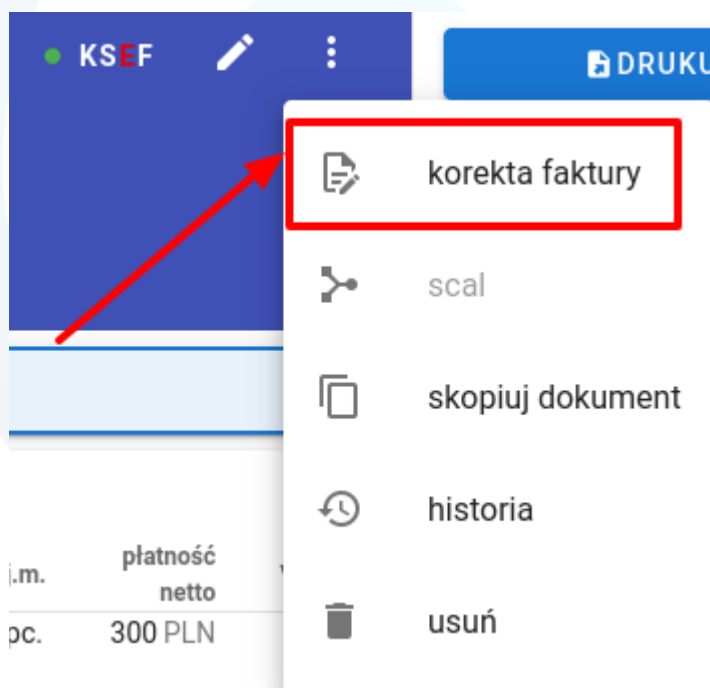 KSEF
DRUKU
korekta faktury
scal
skopiuj dokument
historia
usuń
j.m.
płatność
netto
pc.
300 PLN